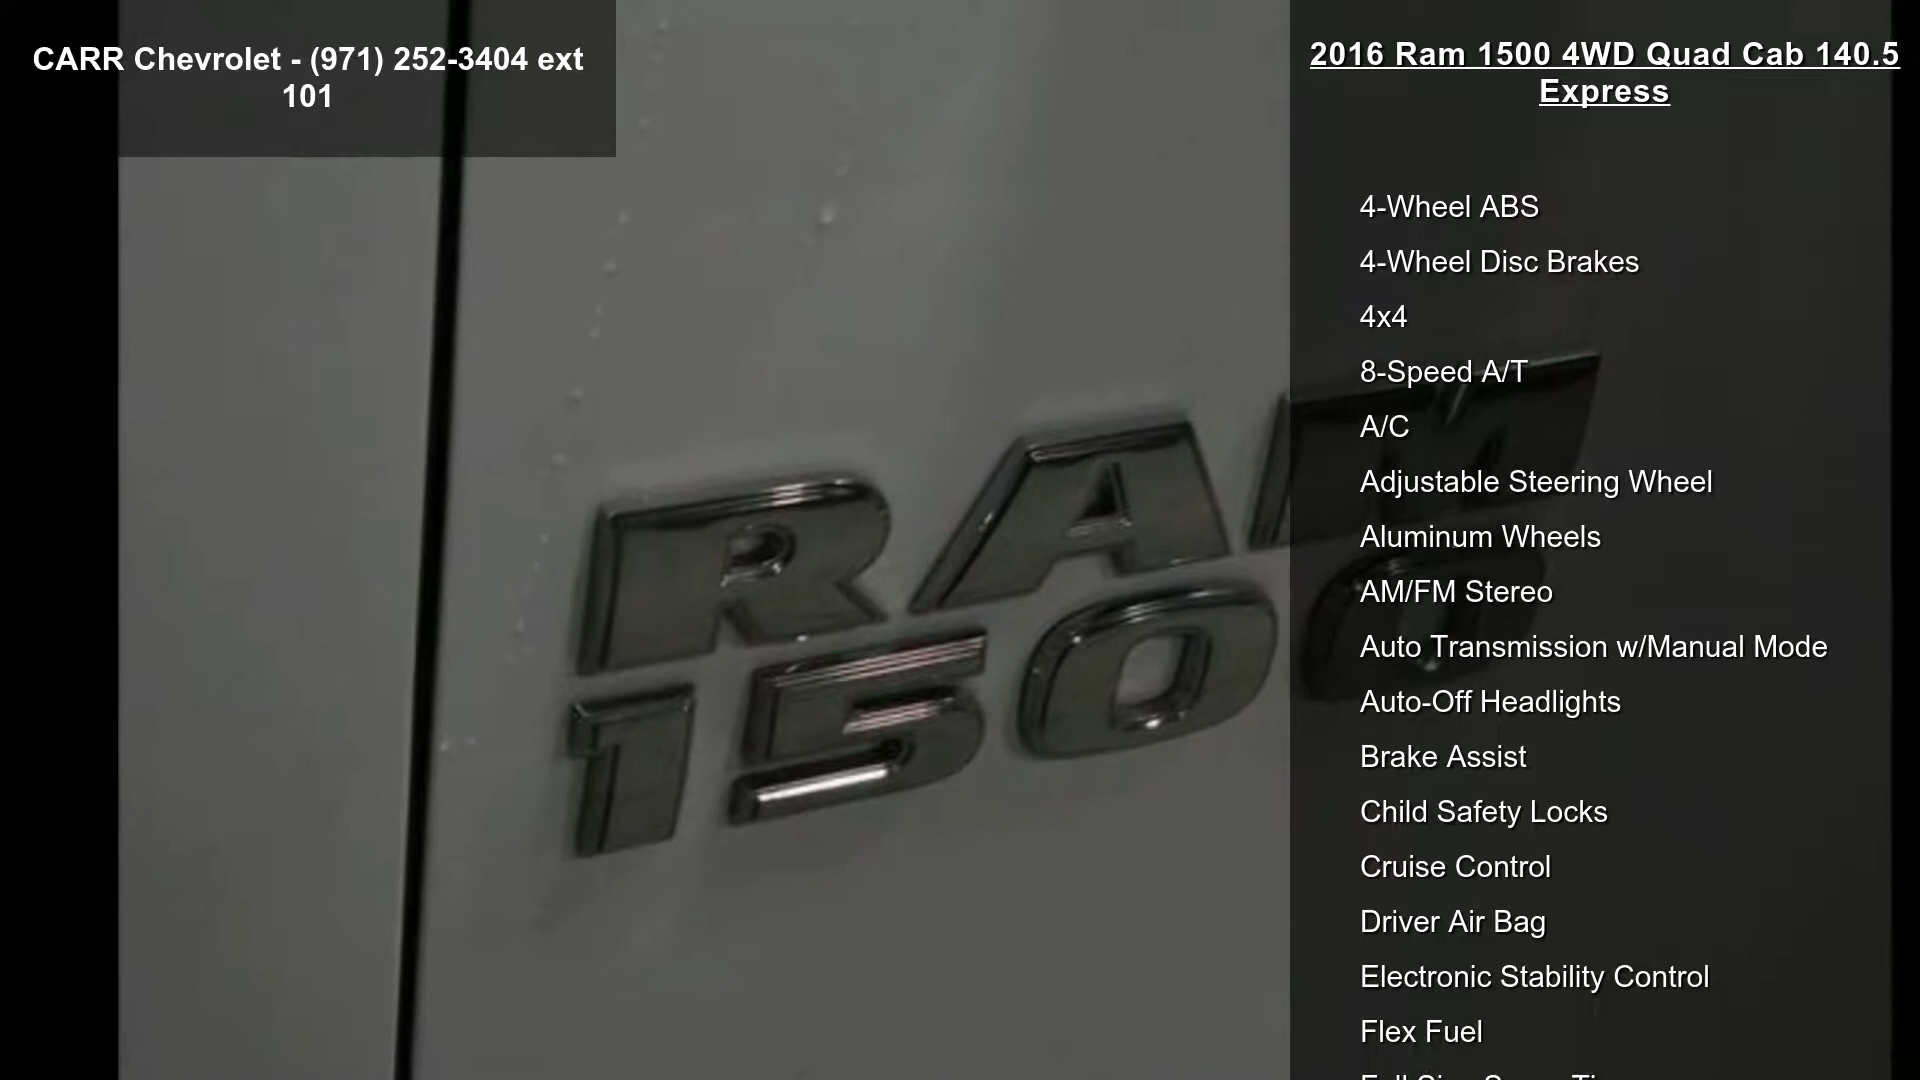 CARR Chevrolet - (971) 252-3404 ext
101
2016 Ram 1500 4WD Quad Cab 140.5
Express
4-Wheel ABS
4-Wheel Disc Brakes
4x4
8-Speed A/T
A/C
Adjustable Steering Wheel
Aluminum Wheels
AM/FM Stereo
Auto Transmission w/Manual Mode
Auto-Off Headlights
Brake Assist
Child Safety Locks
Cruise Control
Driver Air Bag
Electronic Stability Control
Flex Fuel
RAM
1500